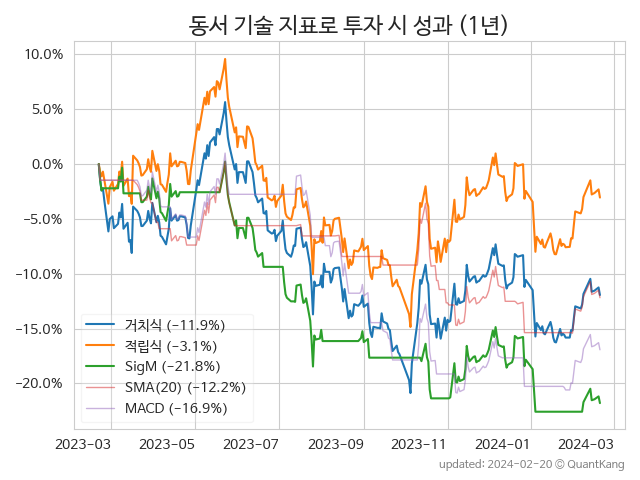 동서 기술 지표로 투자 시 성과 (1년)
10.0%
5.0%
0.0%
−5.0%
−10.0%
−15.0%
−20.0%
거치식 (−11.9%)
적립식 (−3.1%)
SigM (−21.8%)
SMA(20) (−12.2%)
MACD (−16.9%)
2023-03 2023-05 2023-07 2023-09 2023-11 2024-01 2024-03
updated: 2024-02-20 © QuantKang